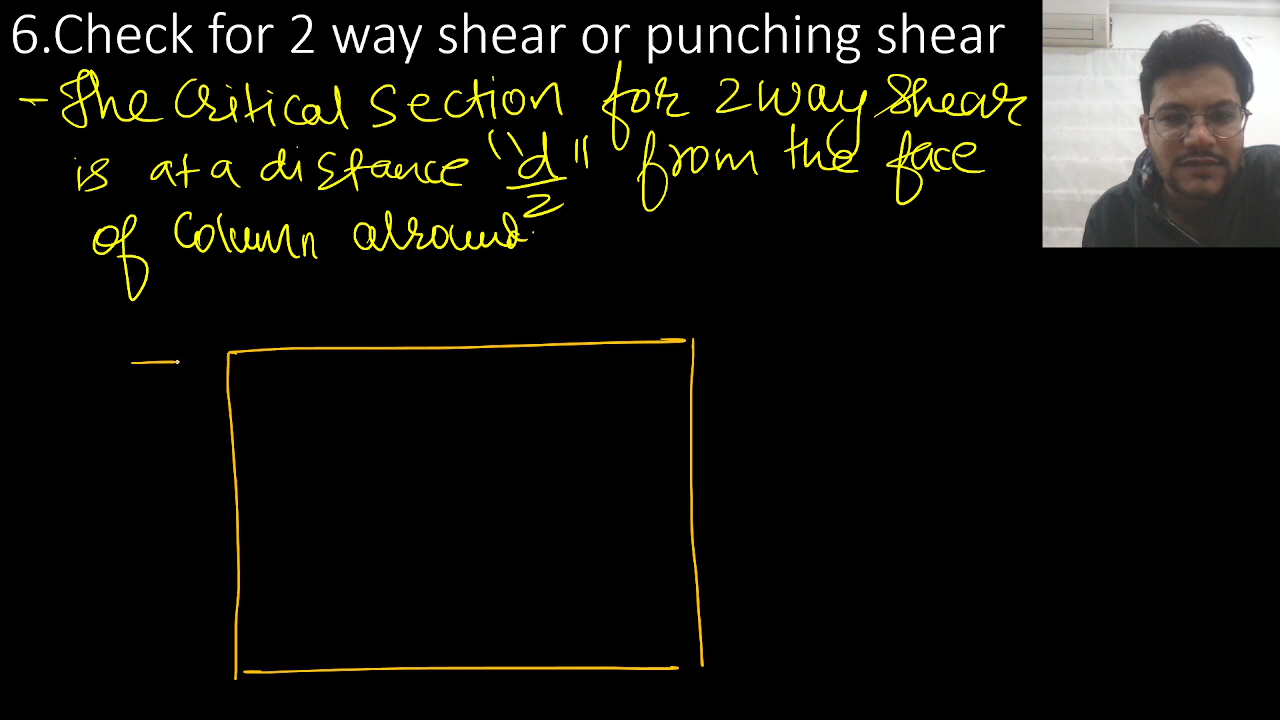 6.Check for 2 way shear or punching shear
- The Critical Section for 2 way Shear
is at a distance "d/2" from the face
of Column arround.